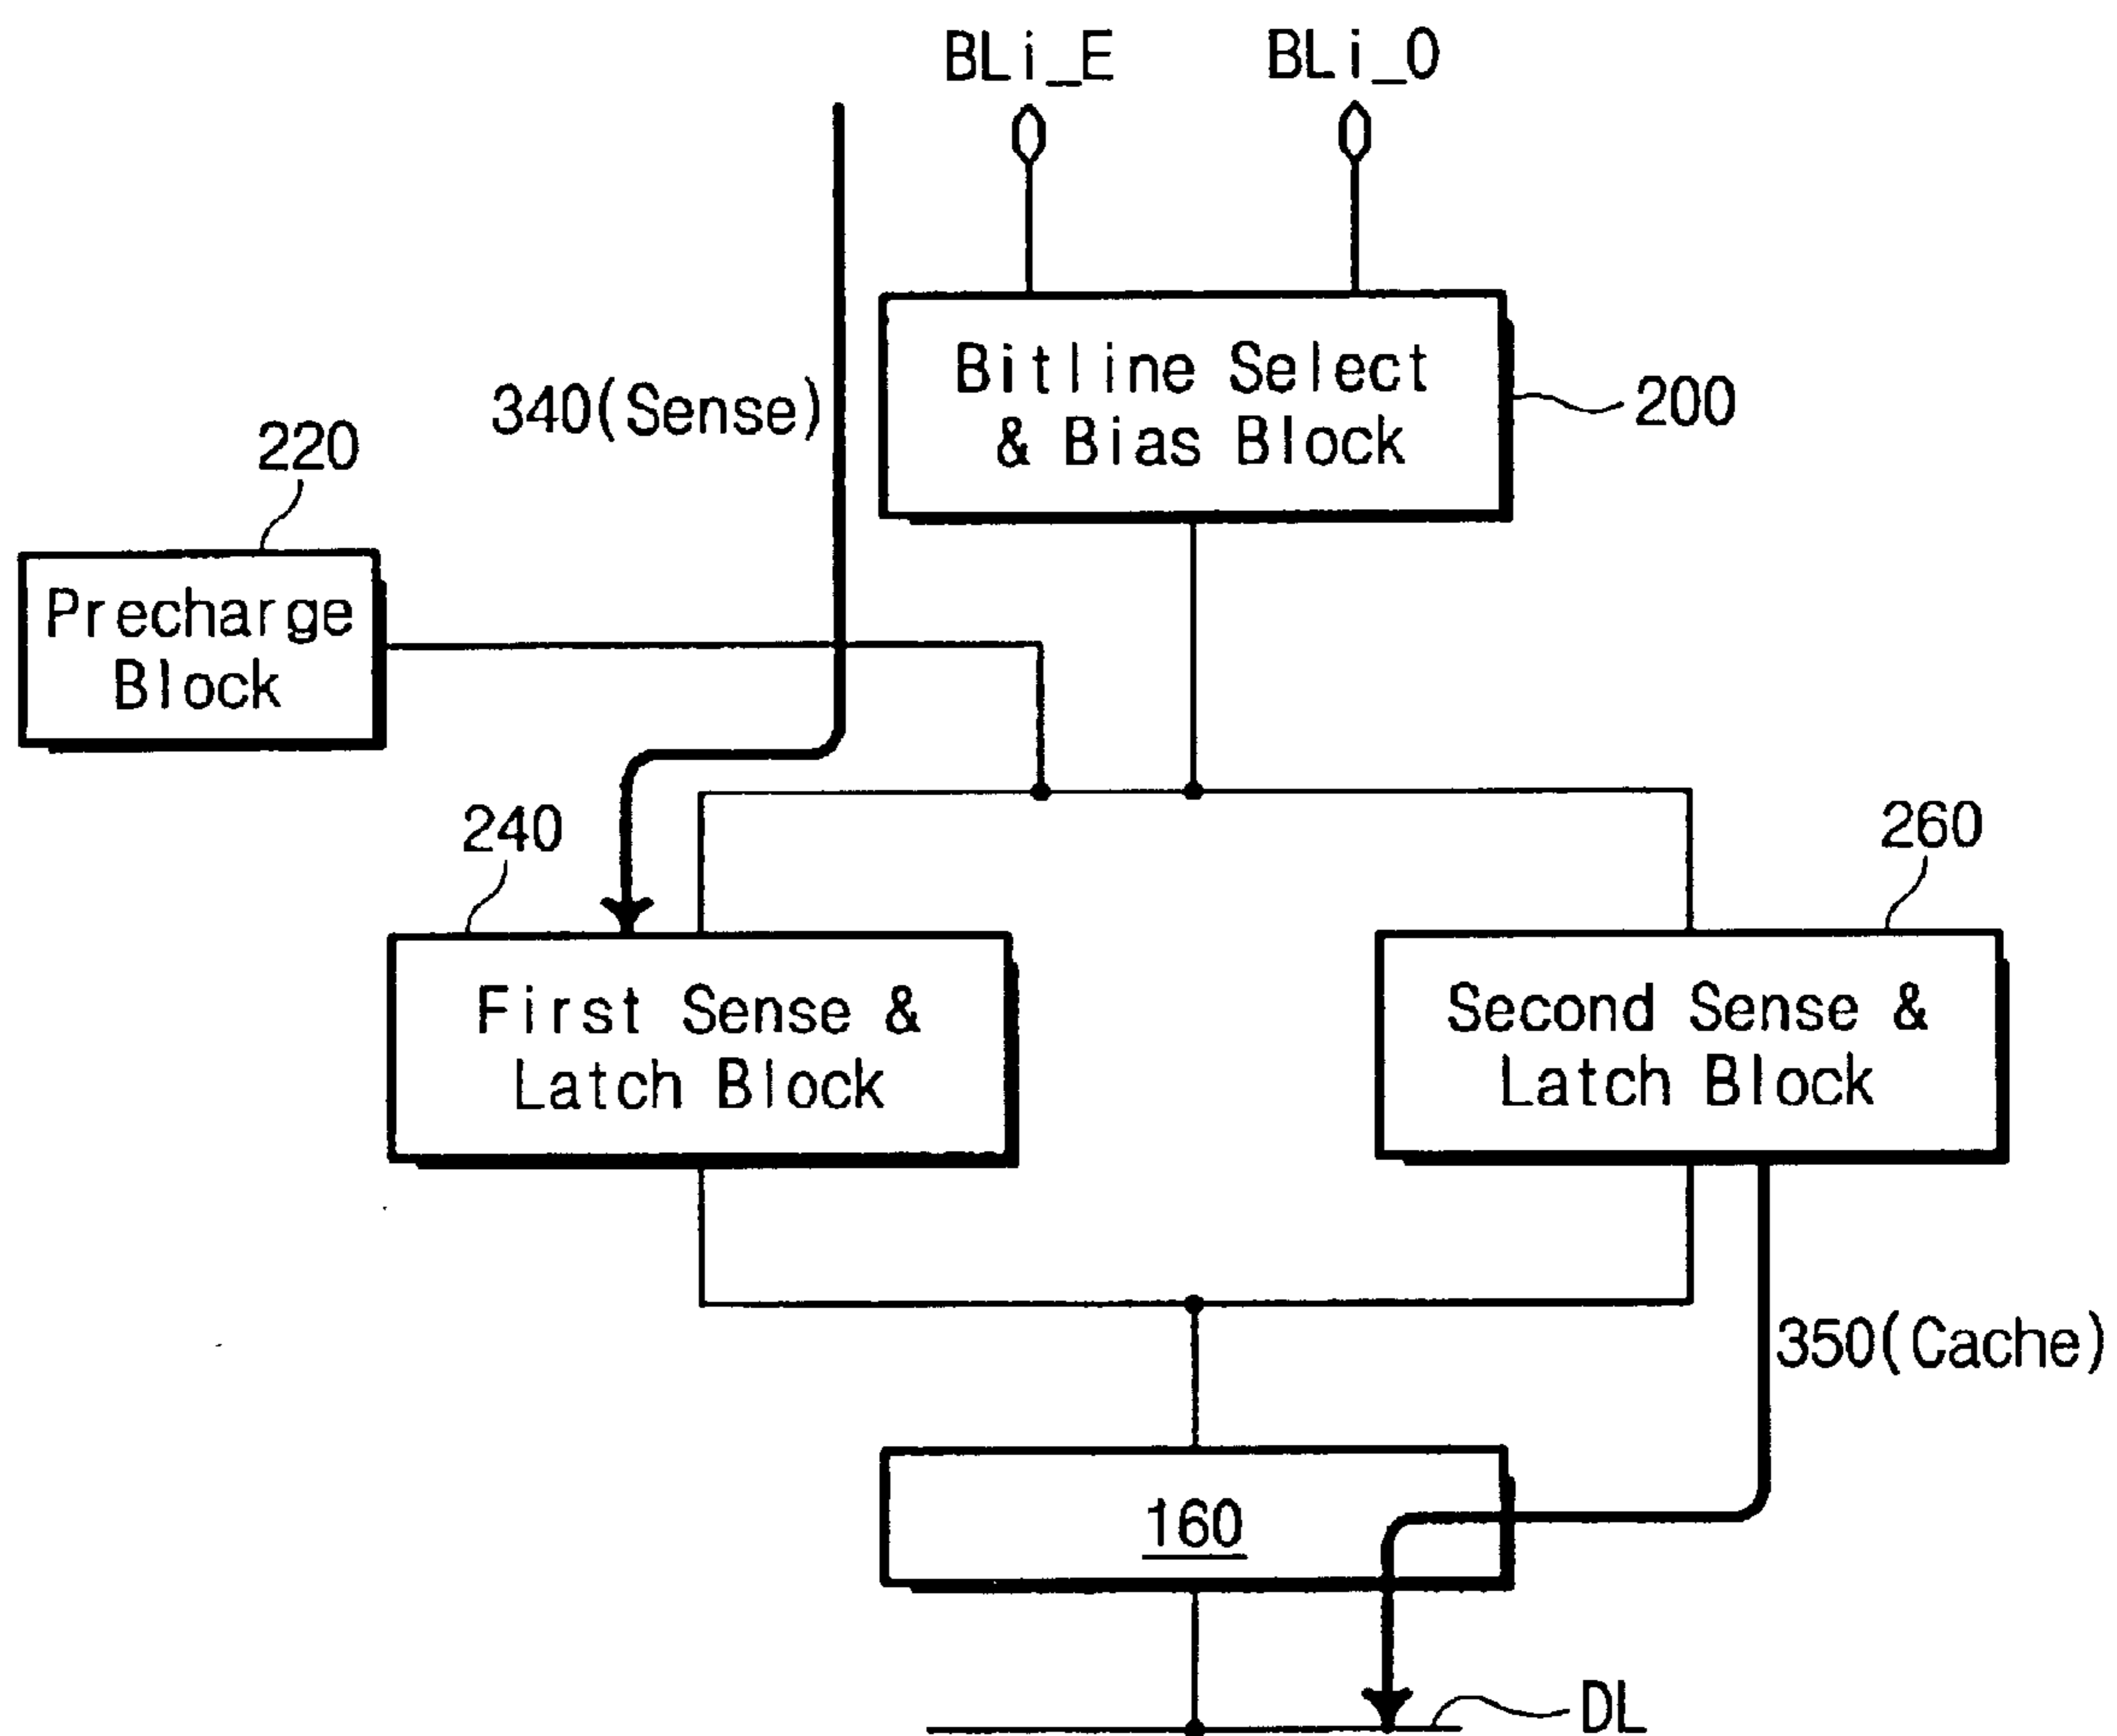 BLi_E
BLi_O
340(Sense)
Bitline Select
& Bias Block
200
220
Precharge
Block
240
260
First Sense &
Latch Block
Second Sense &
Latch Block
350(Cache)
160
DL